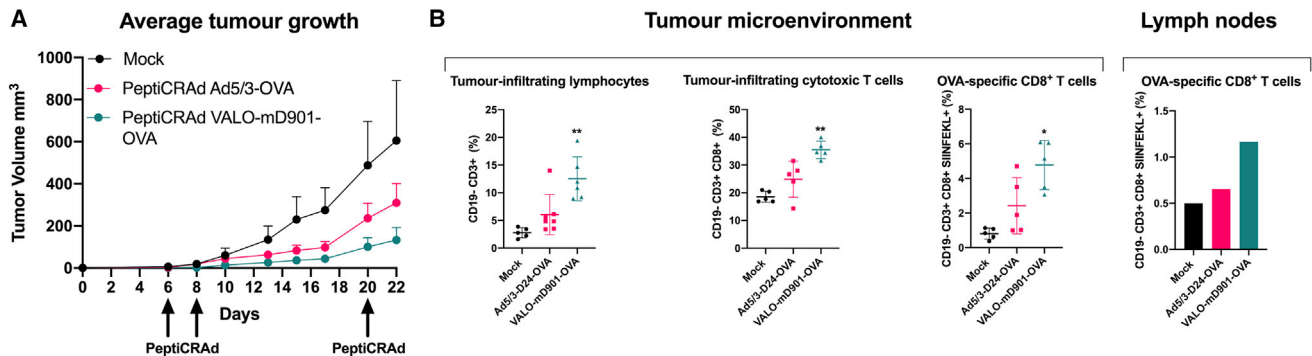 A
Average tumour growth
Mock
PeptiCRAd Ad5/3-OVA
PeptiCRAd VALO-mD901-
OVA
Tumor Volume mm³
1000
800
600
400
200
0
0 2 4 6 8 10 12 14 16 18 20 22
Days
PeptiCRAd
PeptiCRAd
B
Tumour microenvironment
Lymph nodes
Tumour-infiltrating lymphocytes
CD19- CD3+ (%)
25
20
15
10
5
0
**
Mock
Ad5/3-D24-OVA
VALO-mD901-OVA
Tumour-infiltrating cytotoxic T cells
CD19- CD3+ CD8+ (%)
50
40
30
20
10
0
**
Mock
Ad5/3-D24-OVA
VALO-mD901-OVA
OVA-specific CD8⁺ T cells
CD19- CD3+ CD8+ SIINFEKL+ (%)
8
6
4
2
0
*
Mock
Ad5/3-D24-OVA
VALO-mD901-OVA
OVA-specific CD8⁺ T cells
CD19- CD3+ CD8+ SIINFEKL+ (%)
1.5
1.0
0.5
0.0
Mock
Ad5/3-D24-OVA
VALO-mD901-OVA